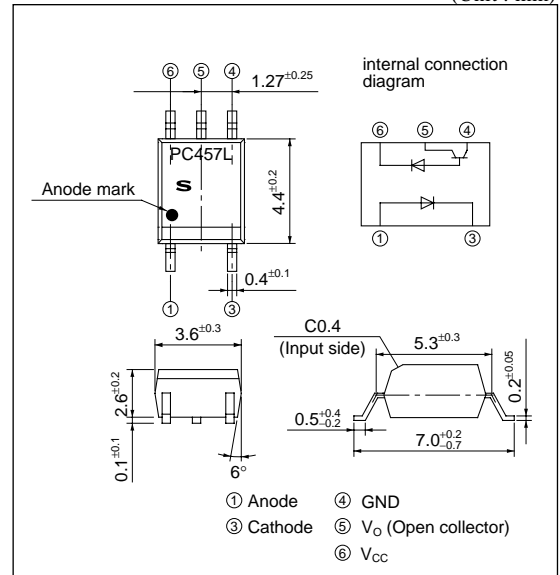 (Unit : mm)
⑥ ⑤ ④
1.27±0.25
internal connection
diagram
PC457L
S
Anode mark
4.4±0.2
0.4±0.1
① ③
⑥ ⑤ ④
① ③
3.6±0.3
2.6±0.2
0.1±0.1
6°
C0.4
(Input side)
5.3±0.3
0.2±0.05
0.5+0.4−0.2
7.0+0.2−0.7
① Anode ④ GND
③ Cathode ⑤ VO (Open collector)
⑥ VCC